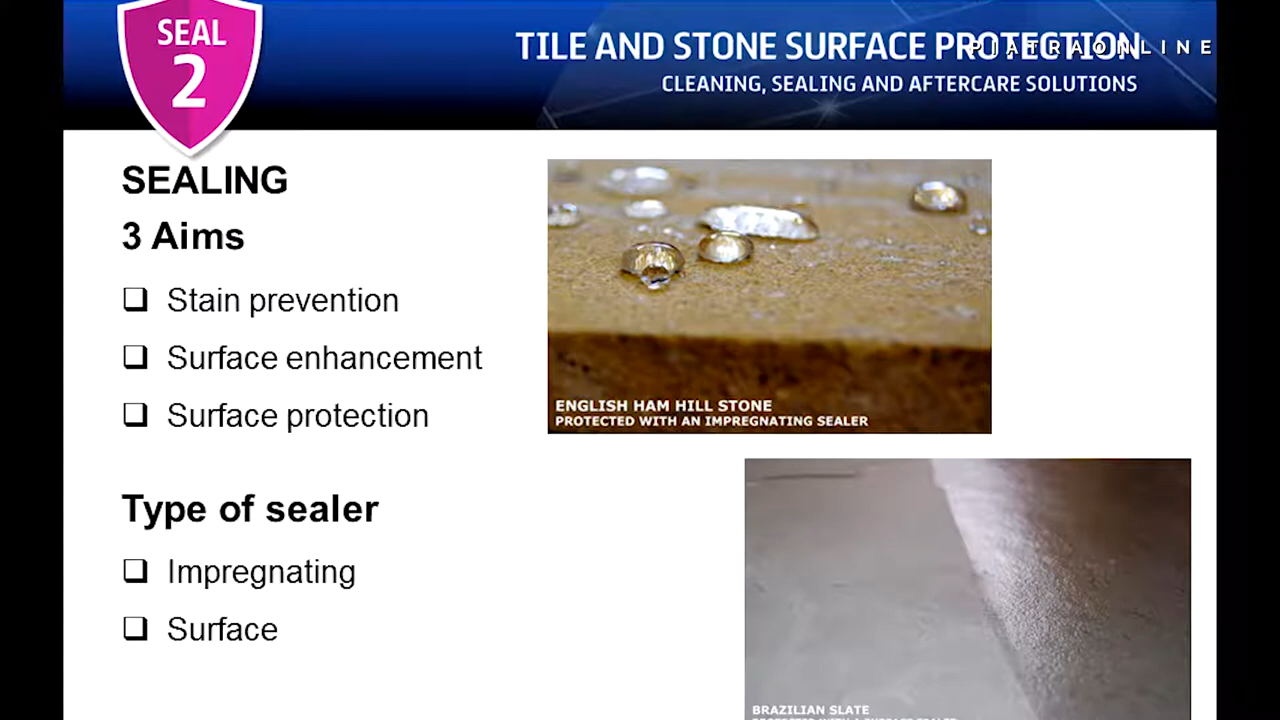 SEAL
2
TILE AND STONE SURFACE PROTECTION
PIATRAONLINE
CLEANING, SEALING AND AFTERCARE SOLUTIONS
SEALING
3 Aims
Stain prevention
Surface enhancement
Surface protection
ENGLISH HAM HILL STONE
PROTECTED WITH AN IMPREGNATING SEALER
Type of sealer
Impregnating
Surface
BRAZILIAN SLATE